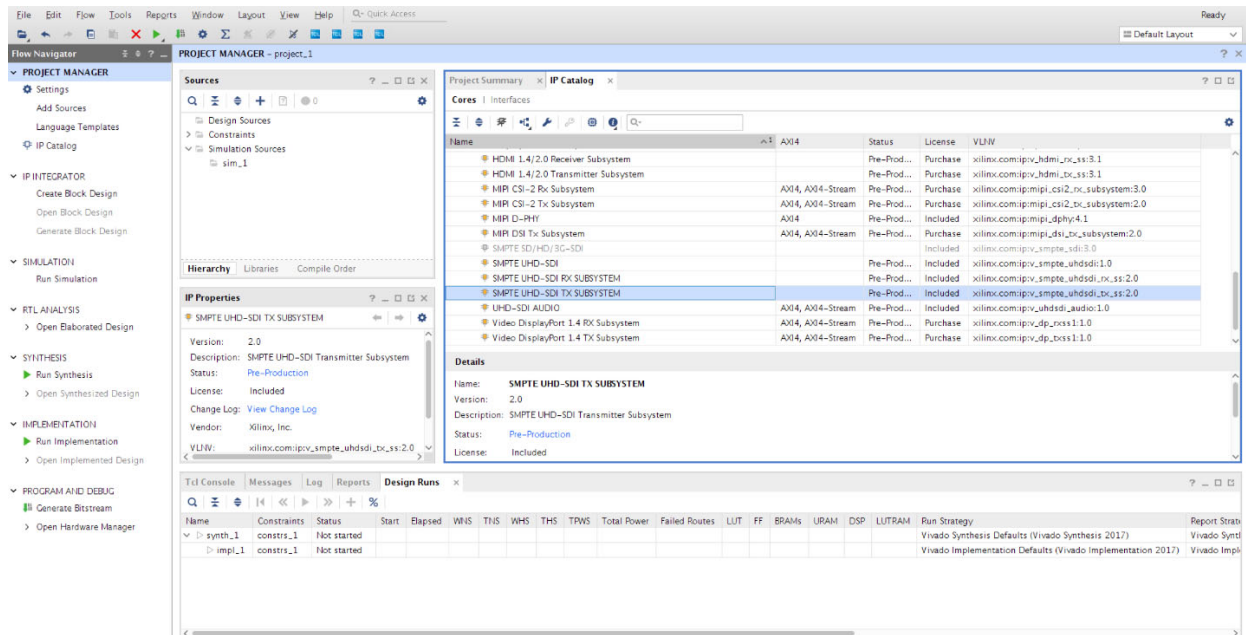 File Edit Flow Tools Reports Window Layout View Help Quick Access Ready
Default Layout
Flow Navigator
PROJECT MANAGER - project_1
PROJECT MANAGER
Settings
Add Sources
Language Templates
IP Catalog
IP INTEGRATOR
Create Block Design
Open Block Design
Generate Block Design
SIMULATION
Run Simulation
RTL ANALYSIS
Open Elaborated Design
SYNTHESIS
Run Synthesis
Open Synthesized Design
IMPLEMENTATION
Run Implementation
Open Implemented Design
PROGRAM AND DEBUG
Generate Bitstream
Open Hardware Manager
Sources
0
Design Sources
Constraints
Simulation Sources
sim_1
Hierarchy Libraries Compile Order
IP Properties
SMPTE UHD-SDI TX SUBSYSTEM
Version: 2.0
Description: SMPTE UHD-SDI Transmitter Subsystem
Status: Pre-Production
License: Included
Change Log: View Change Log
Vendor: Xilinx, Inc.
VLNV: xilinx.com:ip:v_smpte_uhdsdi_tx_ss:2.0
Project Summary IP Catalog
Cores | Interfaces
Name 1 AXI4 Status License VLNV
HDMI 1.4/2.0 Receiver Subsystem Pre-Prod... Purchase xilinx.com:ip:v_hdmi_rx_ss:3.1
HDMI 1.4/2.0 Transmitter Subsystem Pre-Prod... Purchase xilinx.com:ip:v_hdmi_tx_ss:3.1
MIPI CSI-2 Rx Subsystem AXI4, AXI4-Stream Pre-Prod... Purchase xilinx.com:ip:mipi_csi2_rx_subsystem:3.0
MIPI CSI-2 Tx Subsystem AXI4, AXI4-Stream Pre-Prod... Purchase xilinx.com:ip:mipi_csi2_tx_subsystem:2.0
MIPI D-PHY AXI4 Pre-Prod... Included xilinx.com:ip:mipi_dphy:4.1
MIPI DSI Tx Subsystem AXI4, AXI4-Stream Pre-Prod... Purchase xilinx.com:ip:mipi_dsi_tx_subsystem:2.0
SMPTE SD/HD/3G-SDI Included xilinx.com:ip:v_smpte_sdi:3.0
SMPTE UHD-SDI Pre-Prod... Included xilinx.com:ip:v_smpte_uhdsdi:1.0
SMPTE UHD-SDI RX SUBSYSTEM Pre-Prod... Included xilinx.com:ip:v_smpte_uhdsdi_rx_ss:2.0
SMPTE UHD-SDI TX SUBSYSTEM Pre-Prod... Included xilinx.com:ip:v_smpte_uhdsdi_tx_ss:2.0
UHD-SDI AUDIO AXI4, AXI4-Stream Pre-Prod... Included xilinx.com:ip:v_uhdsdi_audio:1.0
Video DisplayPort 1.4 RX Subsystem AXI4, AXI4-Stream Pre-Prod... Purchase xilinx.com:ip:v_dp_rxss1:1.0
Video DisplayPort 1.4 TX Subsystem AXI4, AXI4-Stream Pre-Prod... Purchase xilinx.com:ip:v_dp_txss1:1.0
Details
Name: SMPTE UHD-SDI TX SUBSYSTEM
Version: 2.0
Description: SMPTE UHD-SDI Transmitter Subsystem
Status: Pre-Production
License: Included
Tcl Console Messages Log Reports Design Runs
Name Constraints Status Start Elapsed WNS TNS WHS THS TPWS Total Power Failed Routes LUT FF BRAMs URAM DSP LUTRAM Run Strategy Report Strat
synth_1 constrs_1 Not started Vivado Synthesis Defaults (Vivado Synthesis 2017) Vivado Synt
impl_1 constrs_1 Not started Vivado Implementation Defaults (Vivado Implementation 2017) Vivado Impl